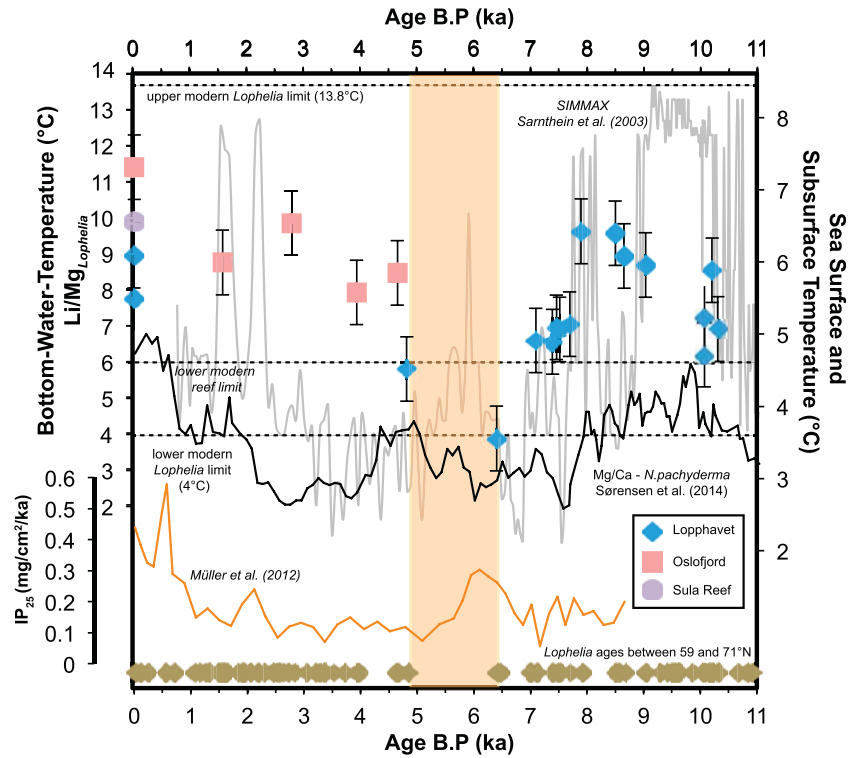 Age B.P (ka)
0 1 2 3 4 5 6 7 8 9 10 11
Bottom-Water-Temperature (°C)
Li/Mg Lophelia
14
13
12
11
10
9
8
7
6
5
4
3
2
IP25 (mg/cm²/ka)
0.6
0.5
0.4
0.3
0.2
0.1
0
upper modern Lophelia limit (13.8°C)
SIMMAX
Sarnthein et al. (2003)
lower modern
reef limit
lower modern
Lophelia limit
(4°C)
Mg/Ca - N.pachyderma
Sørensen et al. (2014)
Lopphavet
Oslofjord
Sula Reef
Müller et al. (2012)
Lophelia ages between 59 and 71°N
8
7
6
5
4
3
2
Sea Surface and
Subsurface Temperature (°C)
0 1 2 3 4 5 6 7 8 9 10 11
Age B.P (ka)